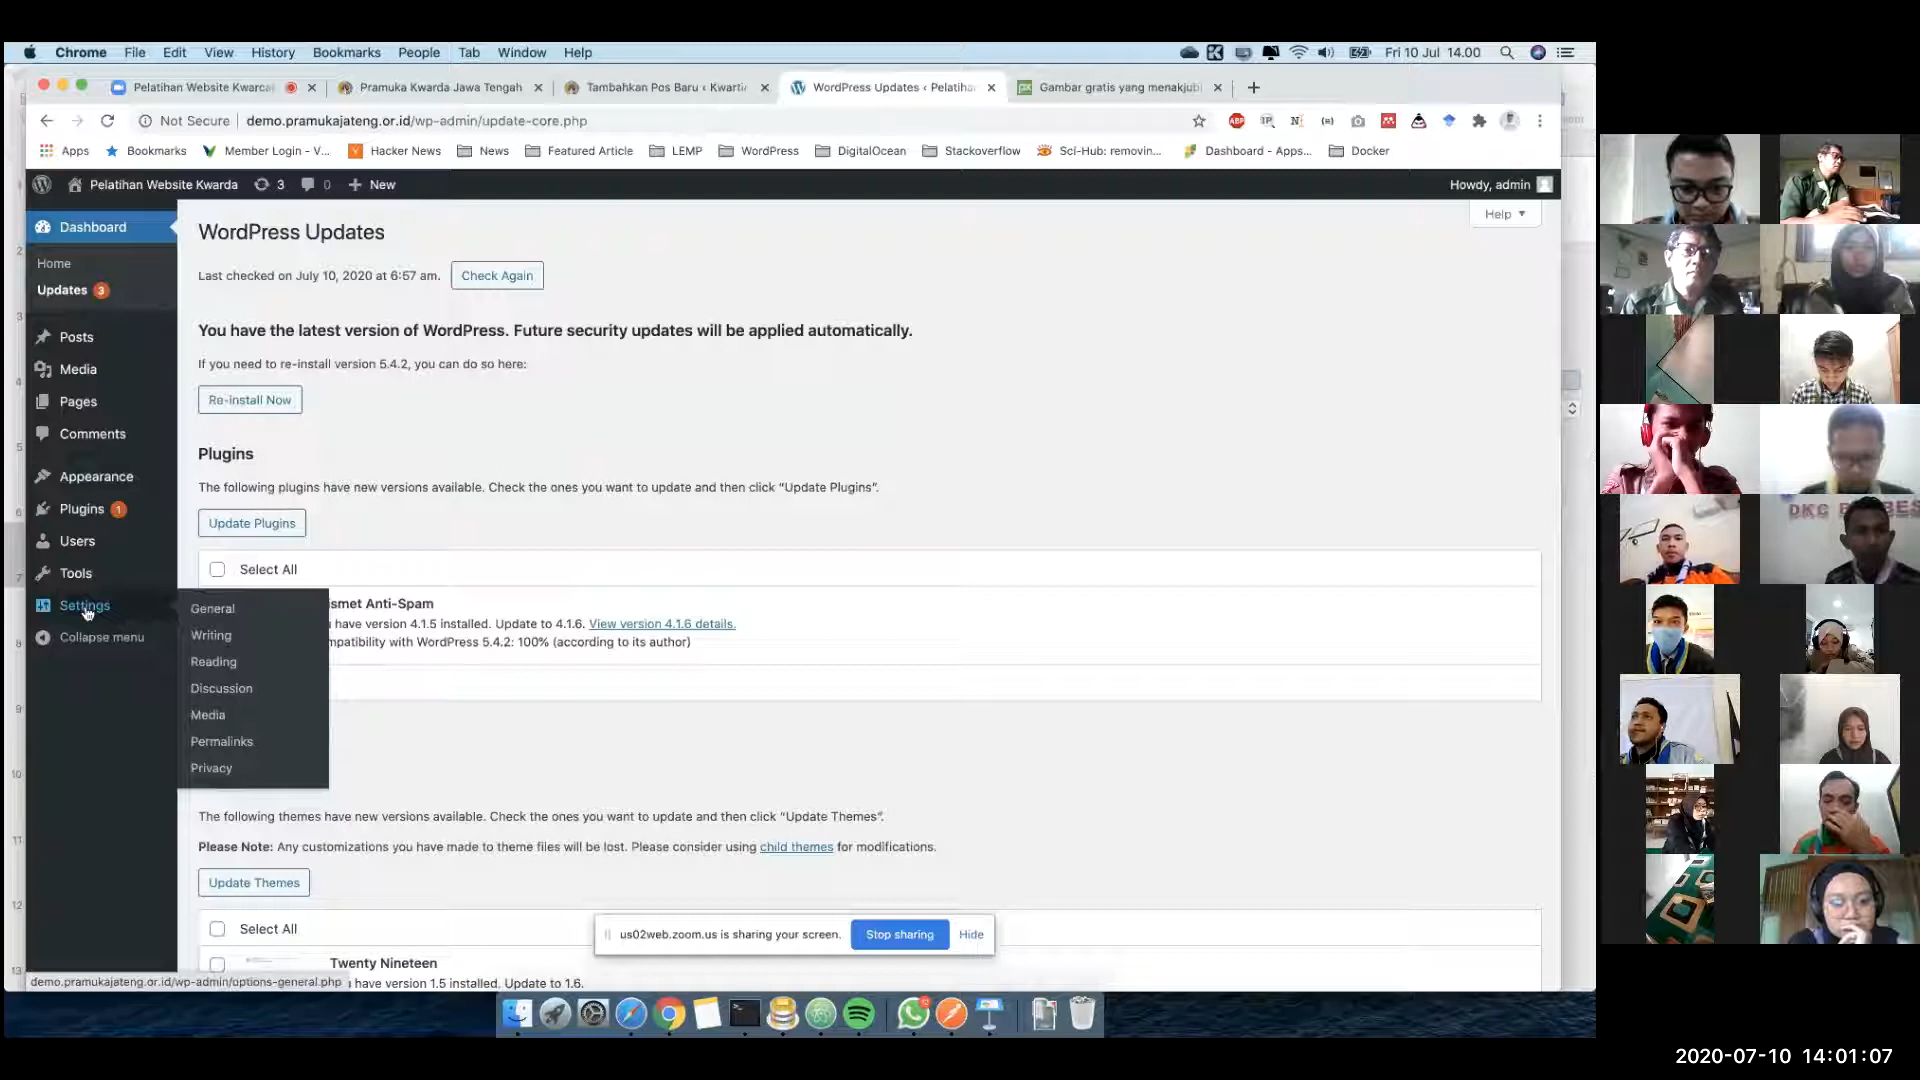 Chrome File Edit View History Bookmarks People Tab Window Help Fri 10 Jul 14.00
Pelatihan Website Kwarca Pramuka Kwarda Jawa Tengah Tambahkan Pos Baru ‹ Kwarti WordPress Updates ‹ Pelatiha Gambar gratis yang menakjub
Not Secure demo.pramukajateng.or.id/wp-admin/update-core.php
Apps Bookmarks Member Login - V... Hacker News News Featured Article LEMP WordPress DigitalOcean Stackoverflow Sci-Hub: removin... Dashboard - Apps... Docker
Pelatihan Website Kwarda 3 0 New Howdy, admin
Help
Dashboard
Home
Updates 3
Posts
Media
Pages
Comments
Appearance
Plugins 1
Users
Tools
Settings
Collapse menu
General
Writing
Reading
Discussion
Media
Permalinks
Privacy
WordPress Updates
Last checked on July 10, 2020 at 6:57 am. Check Again
You have the latest version of WordPress. Future security updates will be applied automatically.
If you need to re-install version 5.4.2, you can do so here:
Re-install Now
Plugins
The following plugins have new versions available. Check the ones you want to update and then click “Update Plugins”.
Update Plugins
Select All
ismet Anti-Spam
have version 4.1.5 installed. Update to 4.1.6. View version 4.1.6 details.
mpatibility with WordPress 5.4.2: 100% (according to its author)
The following themes have new versions available. Check the ones you want to update and then click “Update Themes”.
Please Note: Any customizations you have made to theme files will be lost. Please consider using child themes for modifications.
Update Themes
Select All
Twenty Nineteen
have version 1.5 installed. Update to 1.6.
us02web.zoom.us is sharing your screen. Stop sharing Hide
demo.pramukajateng.or.id/wp-admin/options-general.php
DKC
2020-07-10 14:01:07